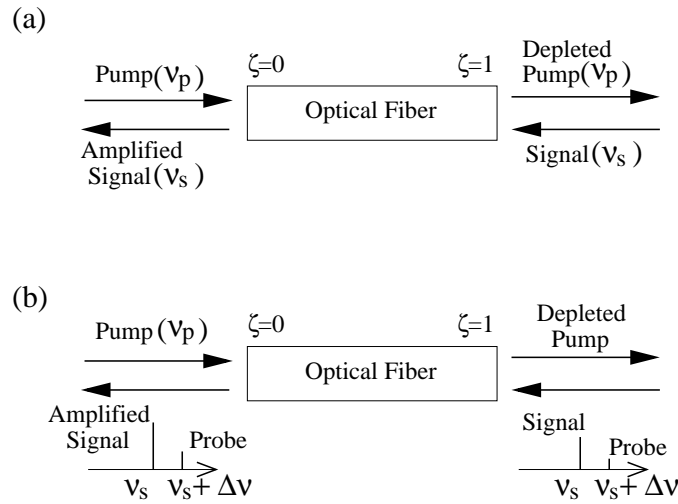 (a)
ζ=0 ζ=1
Depleted
Pump(νp)
Pump(νp)
Optical Fiber
Amplified
Signal(νs)
Signal(νs)
(b)
ζ=0 ζ=1
Pump(νp)
Depleted
Pump
Optical Fiber
Amplified
Signal
Probe
νs νs+ Δν
Signal
Probe
νs νs+ Δν